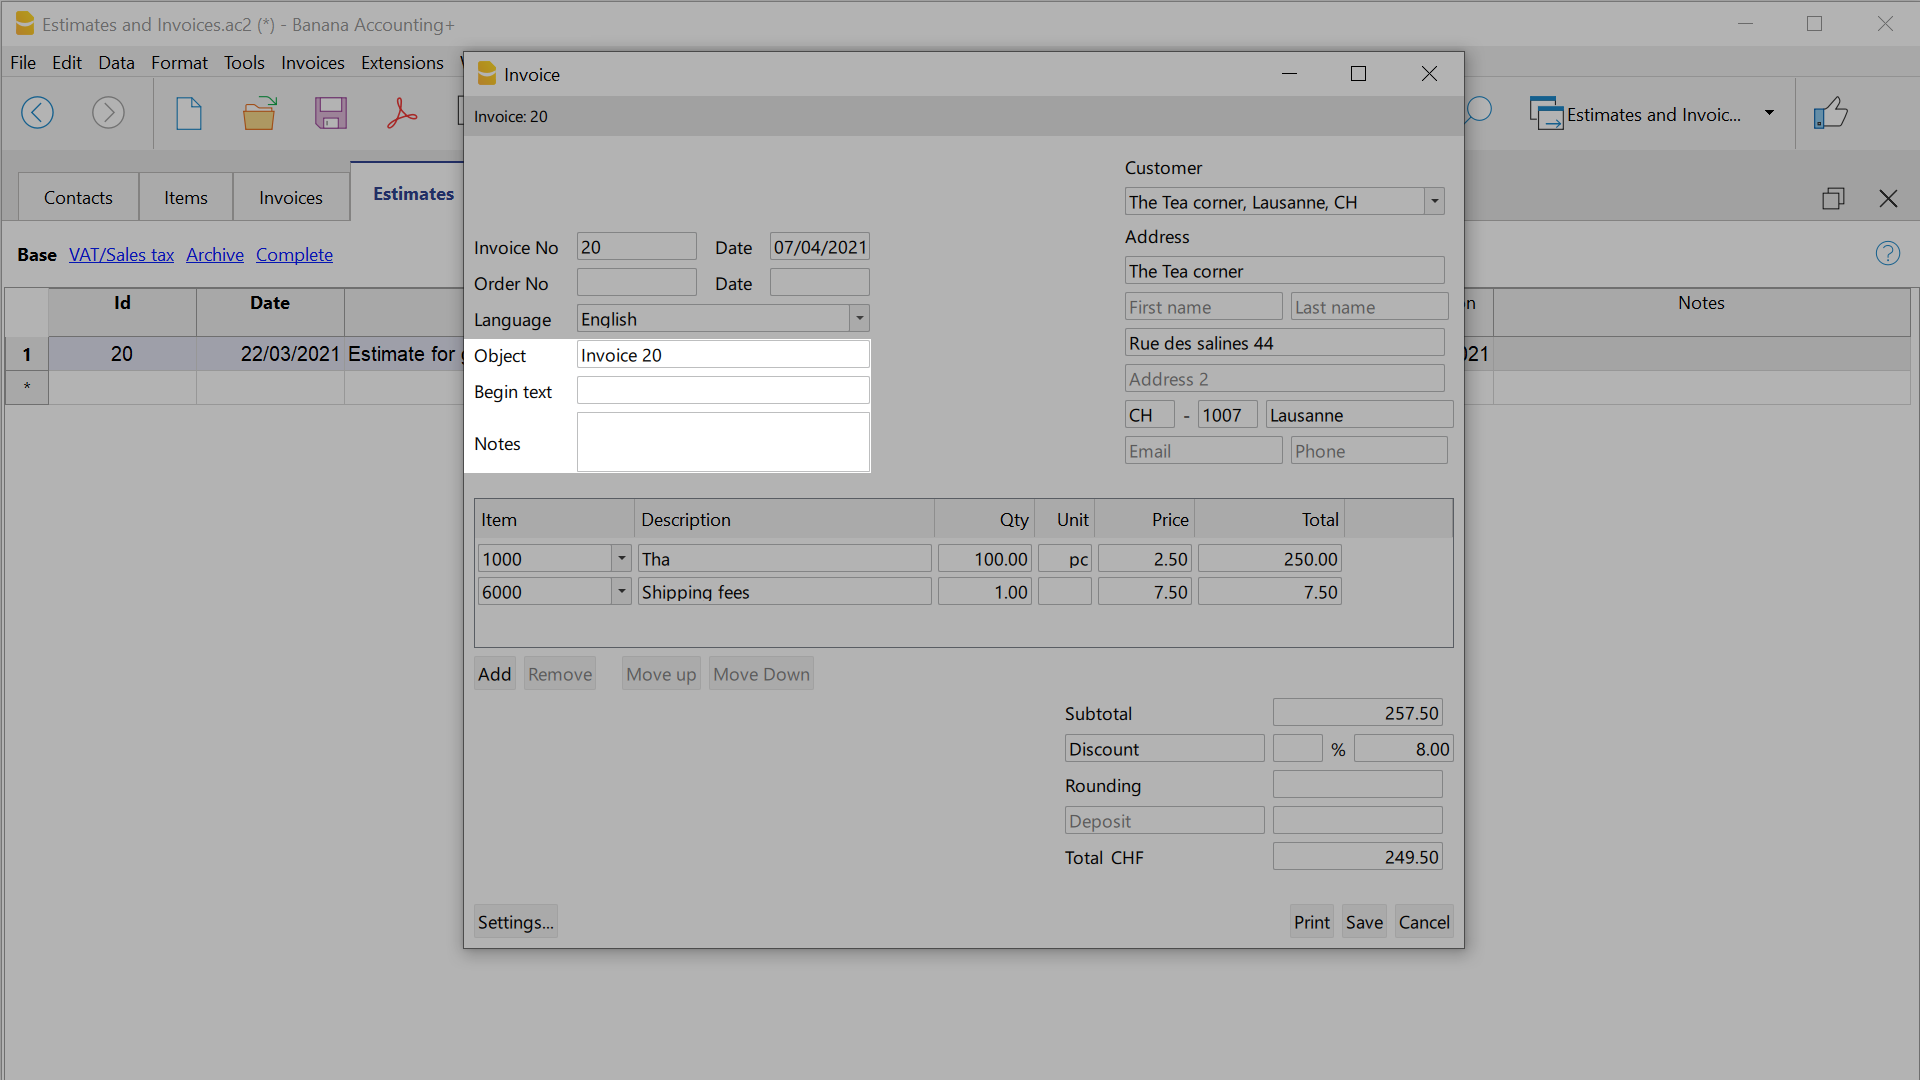 Estimates and Invoices.ac2 (*) - Banana Accounting+
File Edit Data Format Tools Invoices Extensions
Estimates and Invoic...
Contacts Items Invoices Estimates
Base VAT/Sales tax Archive Complete
?
Id Date Notes
1 20 22/03/2021 Estimate for
*
Invoice
Invoice: 20
Customer
The Tea corner, Lausanne, CH
Address
The Tea corner
First name Last name
Rue des salines 44
Address 2
CH - 1007 Lausanne
Email Phone
Invoice No 20 Date 07/04/2021
Order No Date
Language English
Object Invoice 20
Begin text
Notes
Item Description Qty Unit Price Total
1000 Tha 100.00 pc 2.50 250.00
6000 Shipping fees 1.00 7.50 7.50
Add Remove Move up Move Down
Subtotal 257.50
Discount % 8.00
Rounding
Deposit
Total CHF 249.50
Settings... Print Save Cancel